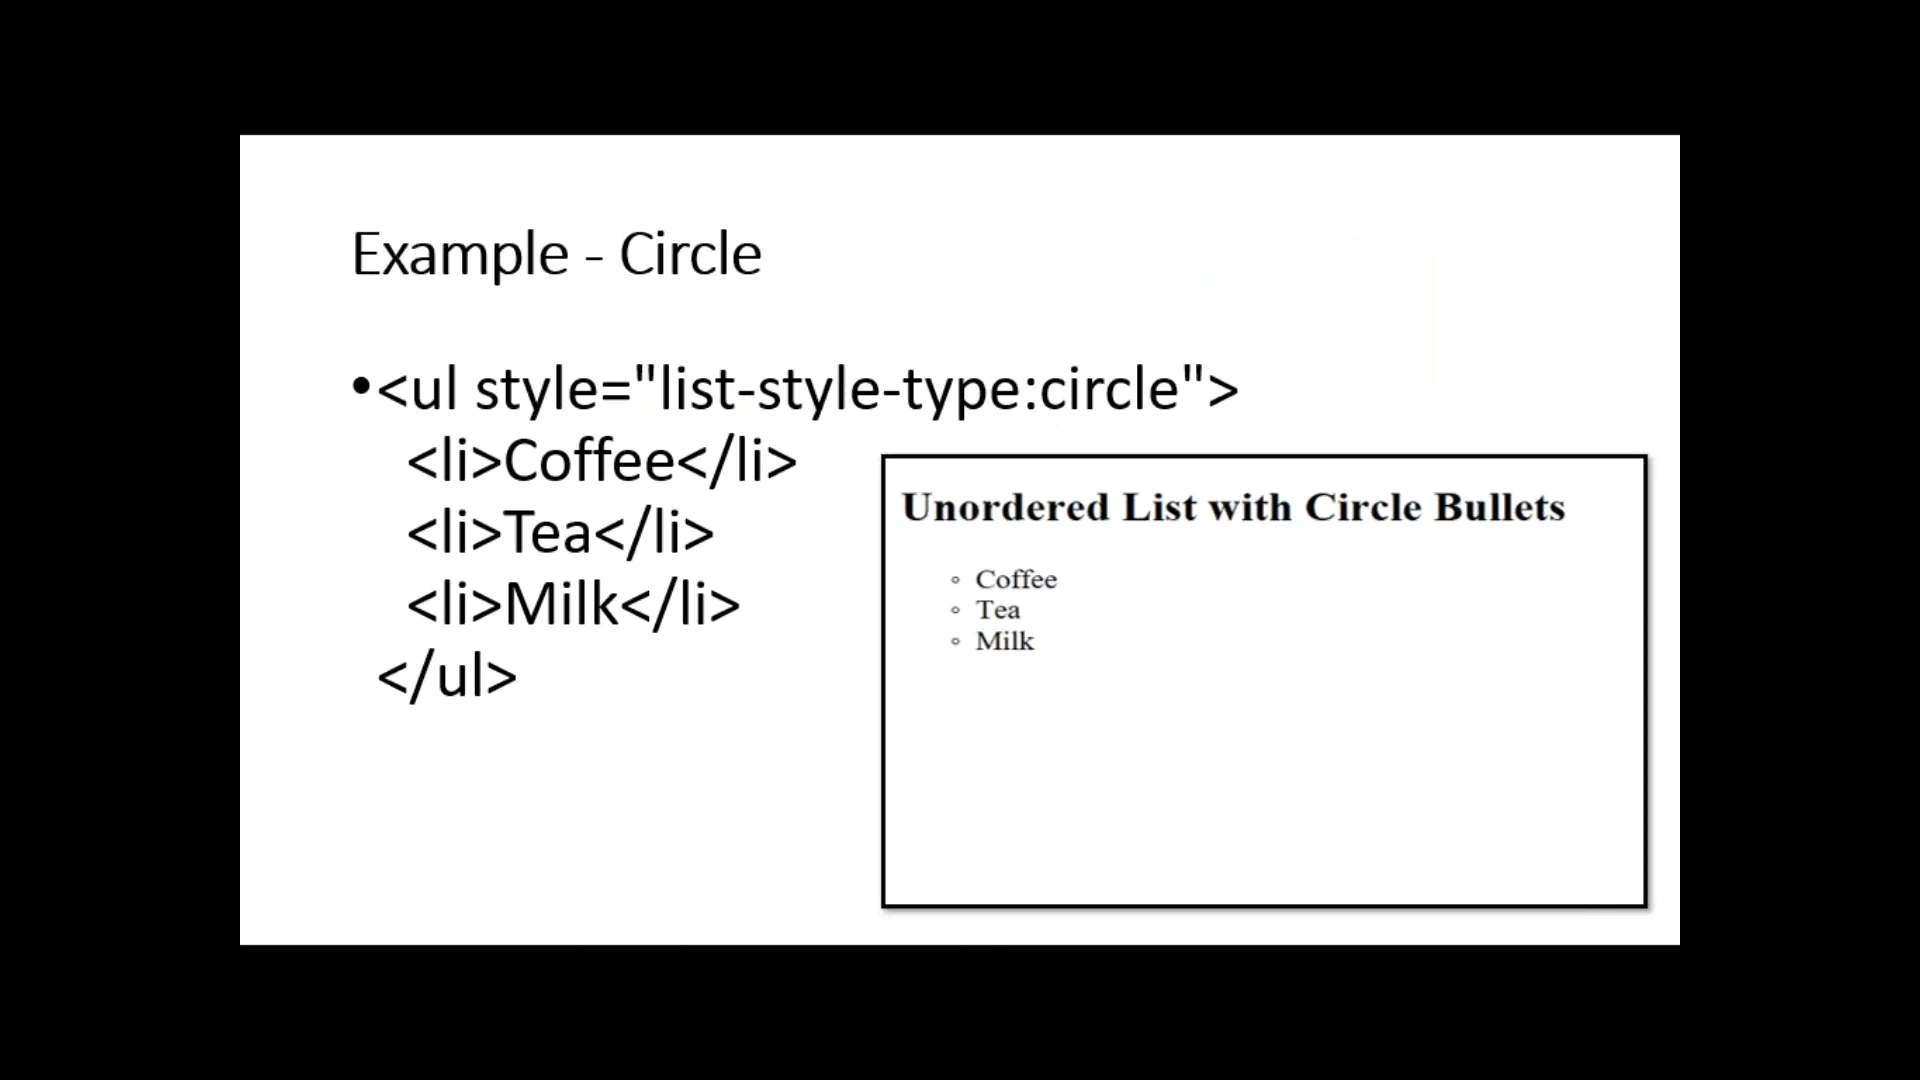 Example - Circle
•<ul style="list-style-type:circle">
<li>Coffee</li>
<li>Tea</li>
<li>Milk</li>
</ul>
Unordered List with Circle Bullets
◦ Coffee
◦ Tea
◦ Milk